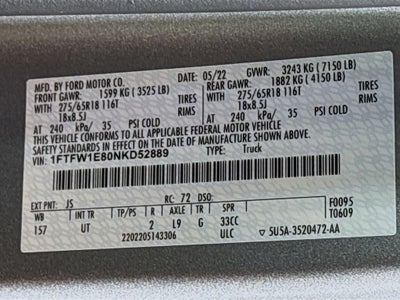 MFD. BY FORD MOTOR CO. DATE: 05/22 GVWR: 3243 KG (7150 LB)
FRONT GAWR: 1599 KG (3525 LB) REAR GAWR: 1882 KG (4150 LB)
WITH 275/65R18 116T TIRES WITH 275/65R18 116T TIRES
18x8.5J RIMS 18x8.5J RIMS
AT 240 kPa/ 35 PSI COLD AT 240 kPa/ 35 PSI COLD
THIS VEHICLE CONFORMS TO ALL APPLICABLE FEDERAL MOTOR VEHICLE
SAFETY STANDARDS IN EFFECT ON THE DATE OF MANUFACTURE SHOWN ABOVE.
VIN: 1FTFW1E80NKD52889 TYPE: Truck
EXT PNT: JS RC: 72 DSO: F0095
WB INT TR TP/PS R AXLE TR SPR T0609
157 UT 2 L9 G 33CC
2202205143306 ULC 5U5A-3520472-AA